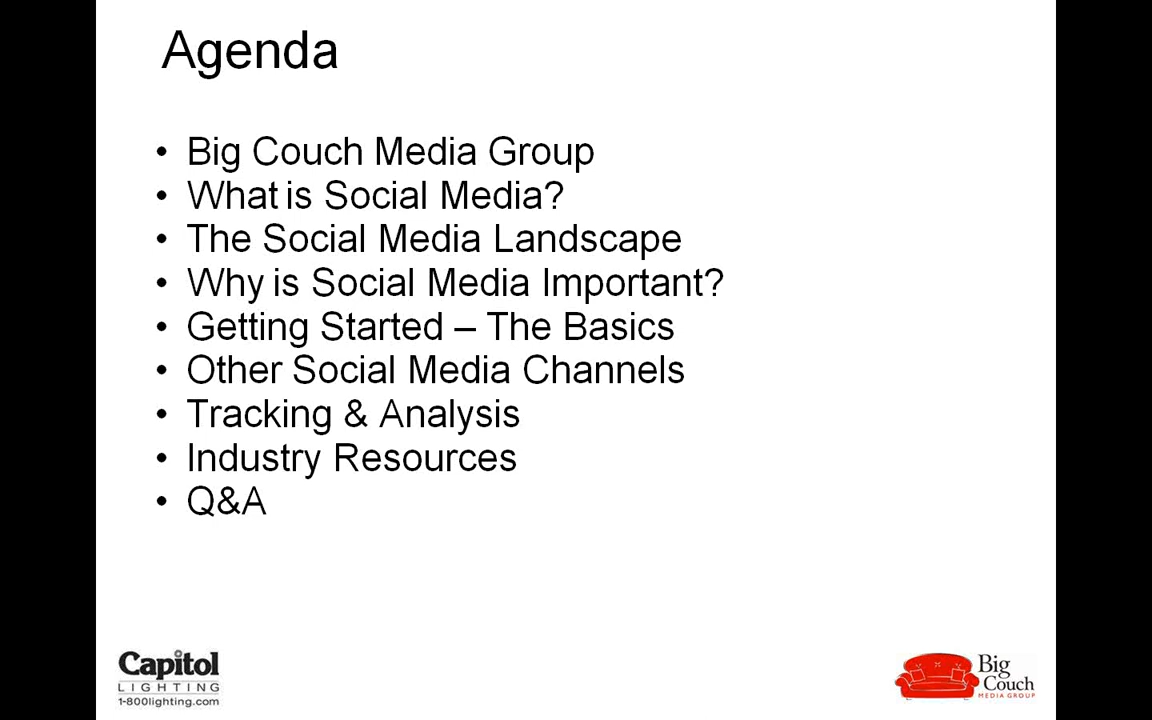 Agenda
• Big Couch Media Group
• What is Social Media?
• The Social Media Landscape
• Why is Social Media Important?
• Getting Started – The Basics
• Other Social Media Channels
• Tracking & Analysis
• Industry Resources
• Q&A
Capitol
LIGHTING
1-800lighting.com
Big
Couch
MEDIA GROUP